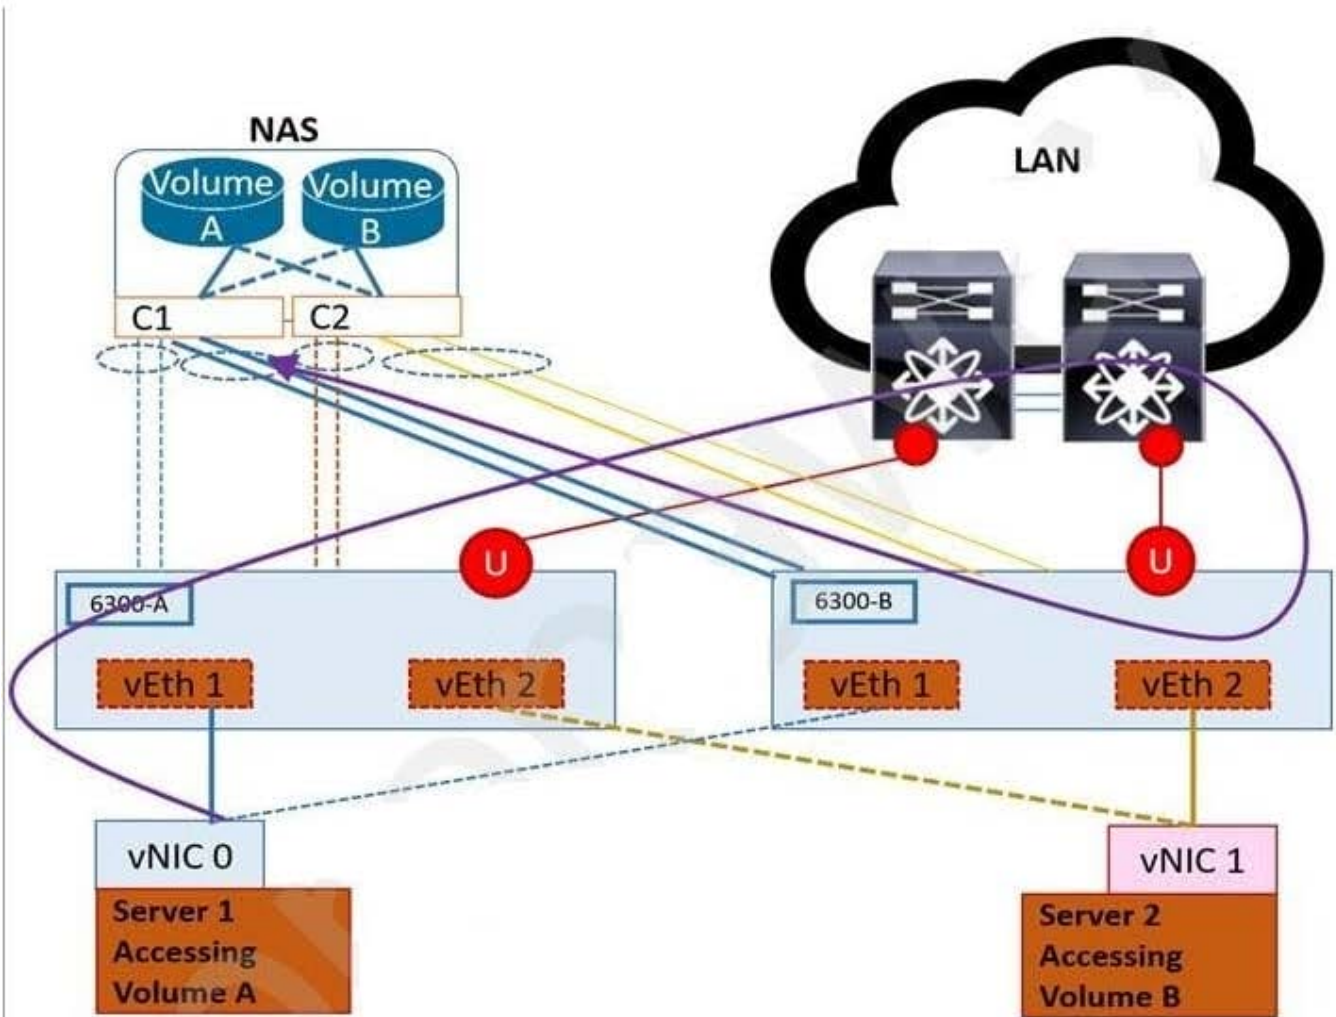 NAS
LAN
Volume
A
Volume
B
C1
C2
U
U
6300-A
6300-B
vEth 1
vEth 2
vEth 1
vEth 2
vNIC 0
vNIC 1
Server 1
Accessing
Volume A
Server 2
Accessing
Volume B